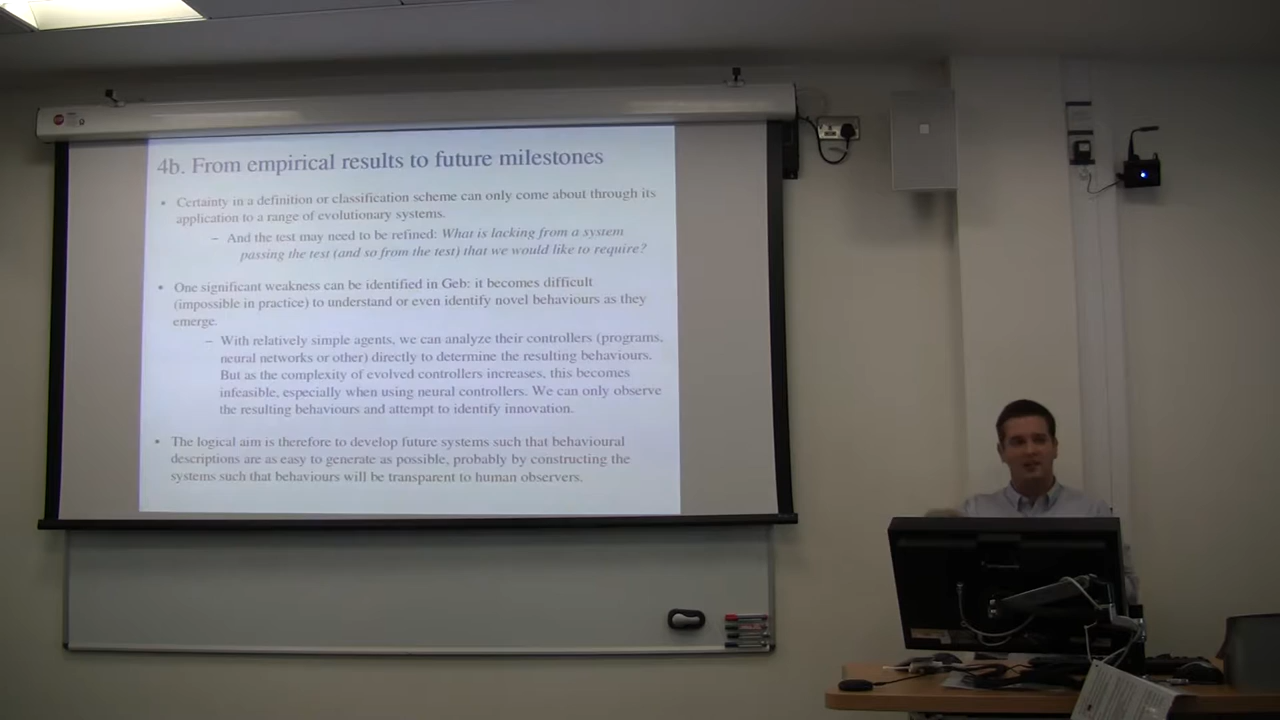 4b. From empirical results to future milestones
• Certainty in a definition or classification scheme can only come about through its
application to a range of evolutionary systems.
– And the test may need to be refined: What is lacking from a system
passing the test (and so from the test) that we would like to require?
• One significant weakness can be identified in Geb: it becomes difficult
(impossible in practice) to understand or even identify novel behaviours as they
emerge.
– With relatively simple agents, we can analyze their controllers (programs,
neural networks or other) directly to determine the resulting behaviours.
But as the complexity of evolved controllers increases, this becomes
infeasible, especially when using neural controllers. We can only observe
the resulting behaviours and attempt to identify innovation.
• The logical aim is therefore to develop future systems such that behavioural
descriptions are as easy to generate as possible, probably by constructing the
systems such that behaviours will be transparent to human observers.